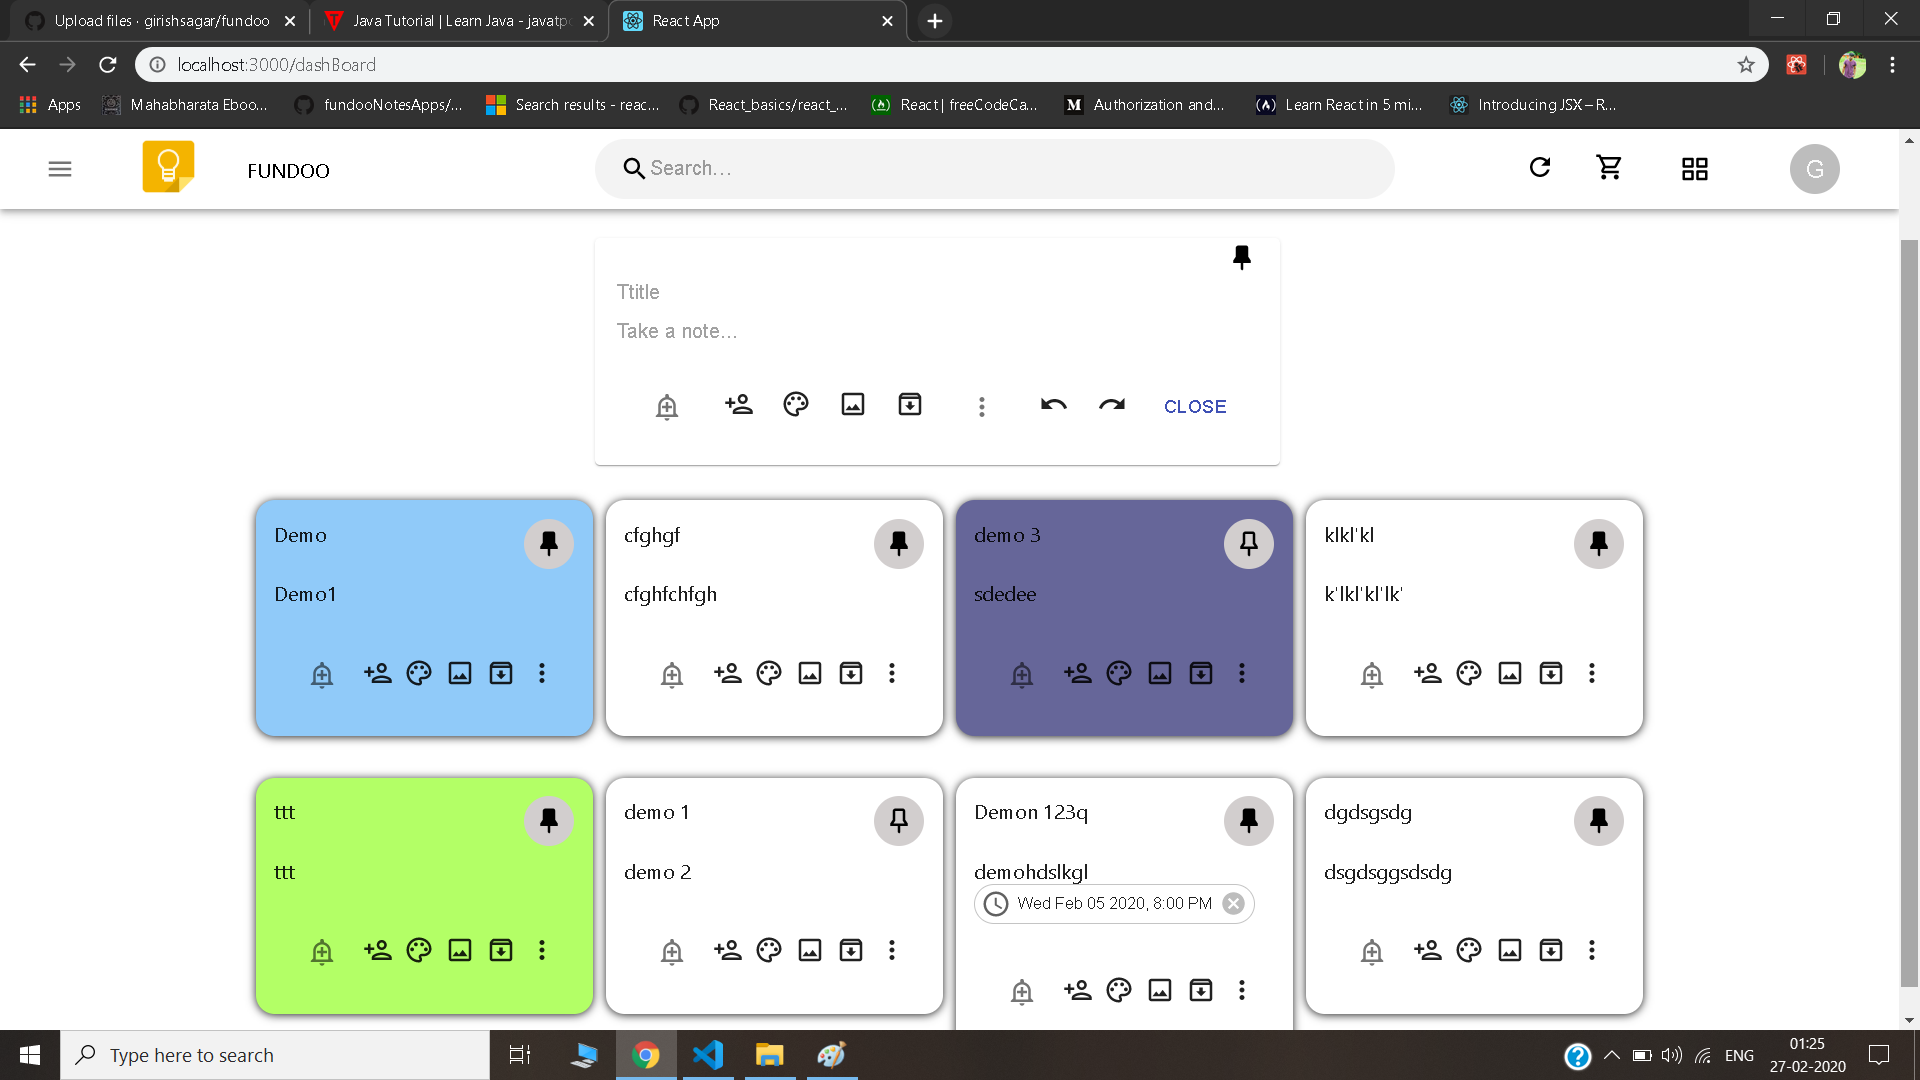 Upload files · girishsagar/fundoo
Java Tutorial | Learn Java - javatpo
React App
localhost:3000/dashBoard
Apps
Mahabharata Eboo...
fundooNotesApps/...
Search results - reac...
React_basics/react_...
React | freeCodeCa...
Authorization and...
Learn React in 5 mi...
Introducing JSX – R...
FUNDOO
Search...
G
Ttitle
Take a note...
CLOSE
Demo
Demo1
cfghgf
cfghfchfgh
demo 3
sdedee
klkl'kl
k'lkl'kl'lk'
ttt
ttt
demo 1
demo 2
Demon 123q
demohdslkgl
Wed Feb 05 2020, 8:00 PM
dgdsgsdg
dsgdsggsdsdg
Type here to search
ENG
01:25
27-02-2020